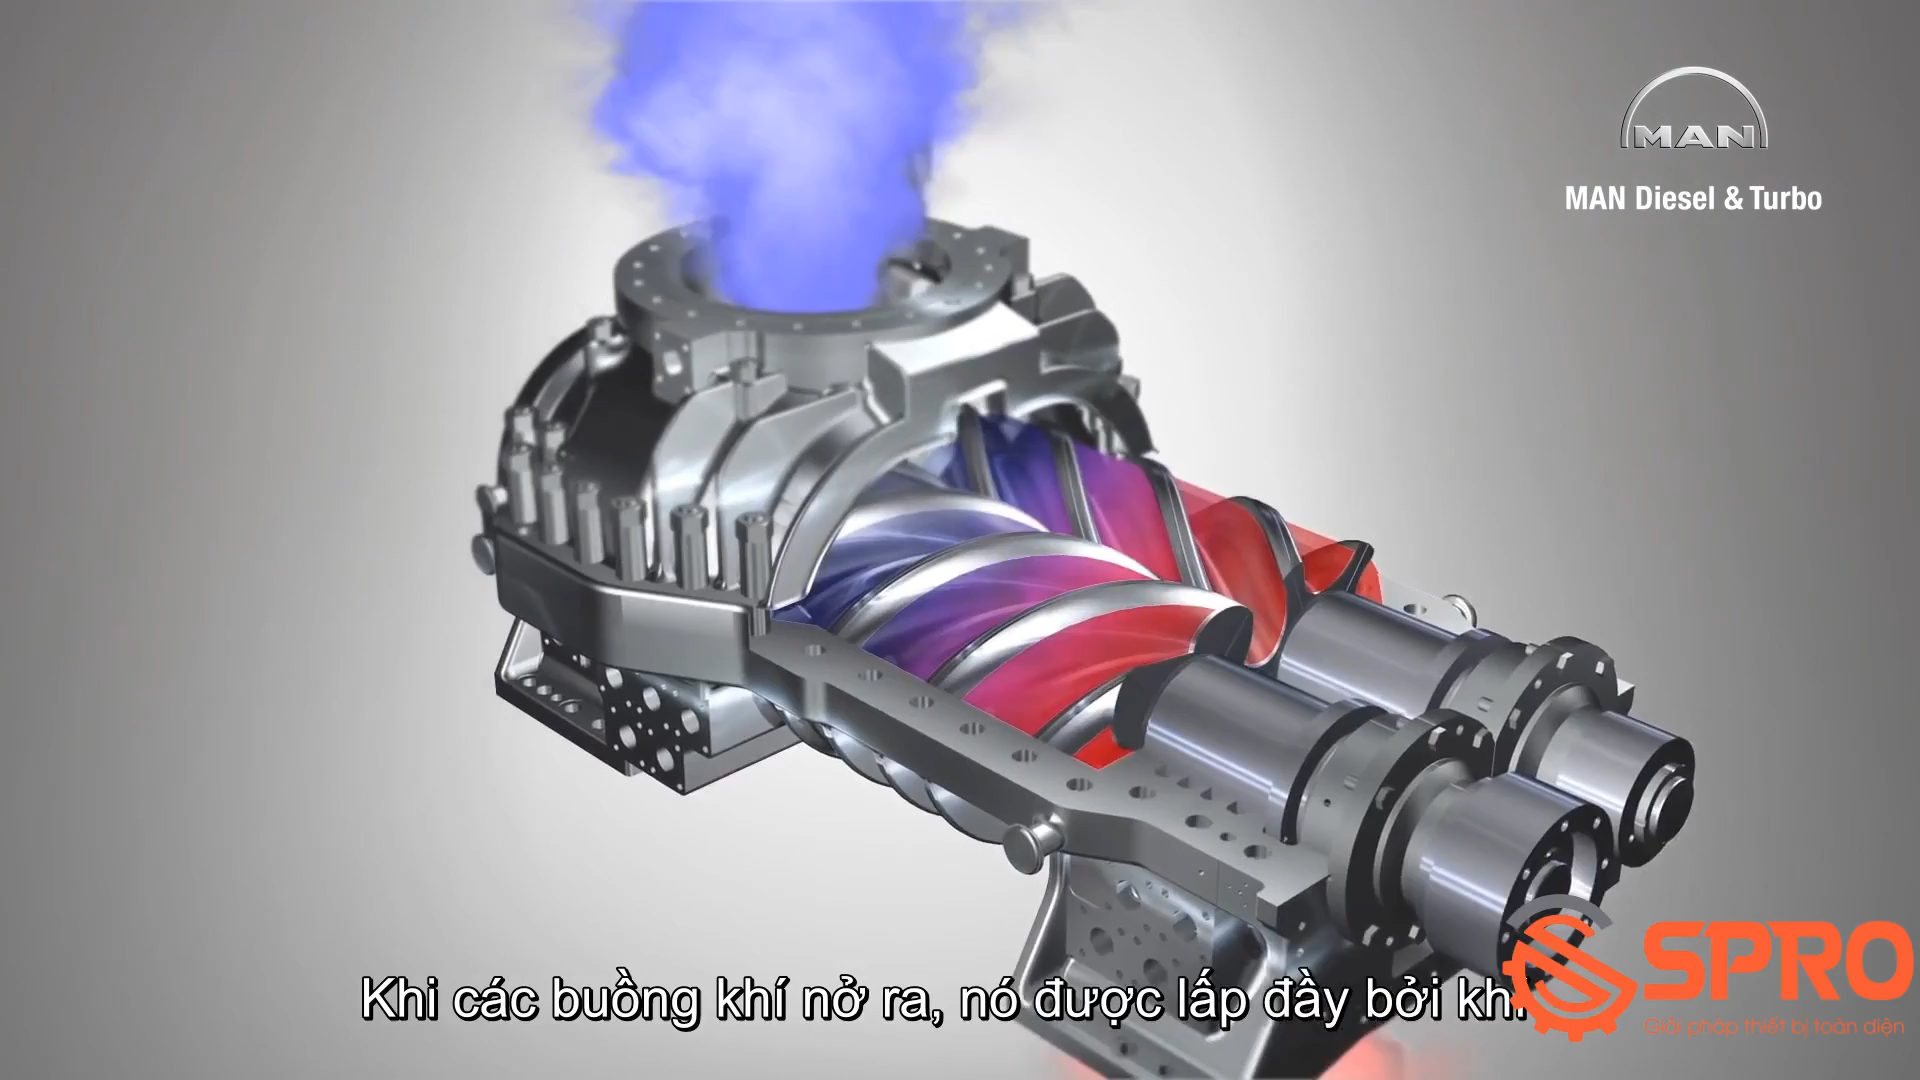 MAN
MAN Diesel & Turbo
Khi các buồng khí nở ra, nó được lấp đầy bởi khí
SPRO
Giải pháp thiết bị toàn diện